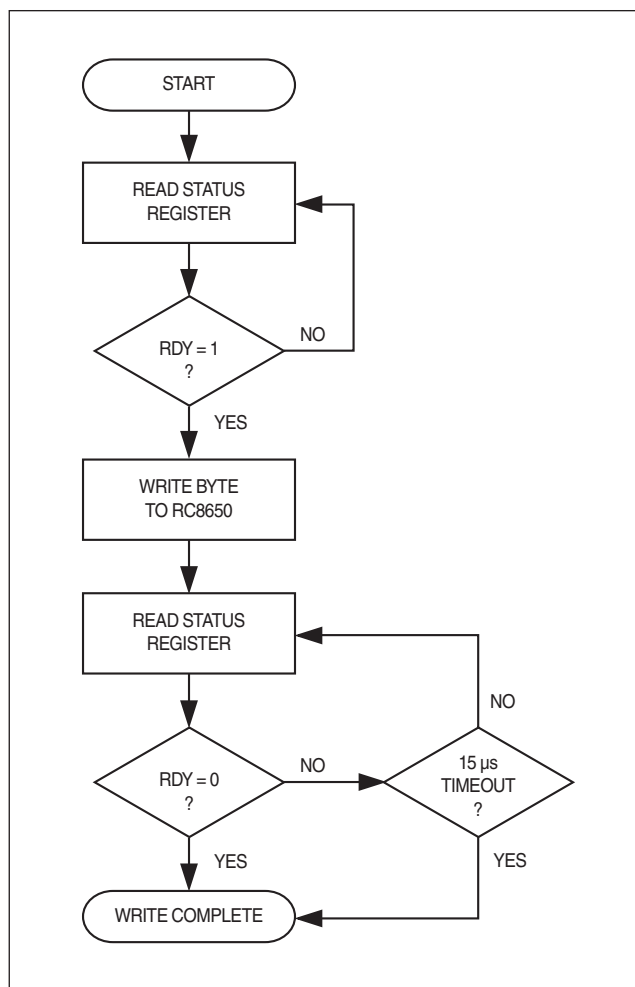 START
READ STATUS
REGISTER
RDY = 1
?
NO
YES
WRITE BYTE
TO RC8650
READ STATUS
REGISTER
NO
RDY = 0
?
NO
15 µs
TIMEOUT
?
YES
YES
WRITE COMPLETE